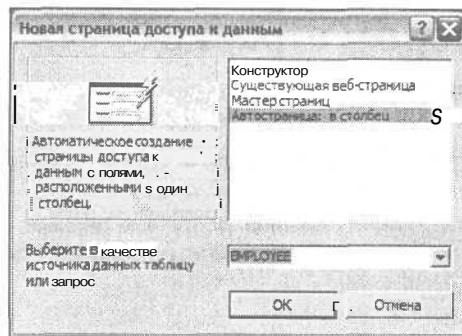 Новая страница доступа к данным
Конструктор
Существующая веб-страница
Мастер страниц
Автостраница: в столбец
S
Автоматическое создание
страницы доступа к
данным с полями,
расположенными s один
столбец.
Выберите в качестве
источника данных таблицу
или запрос
EMPLOYEE
OK
Отмена